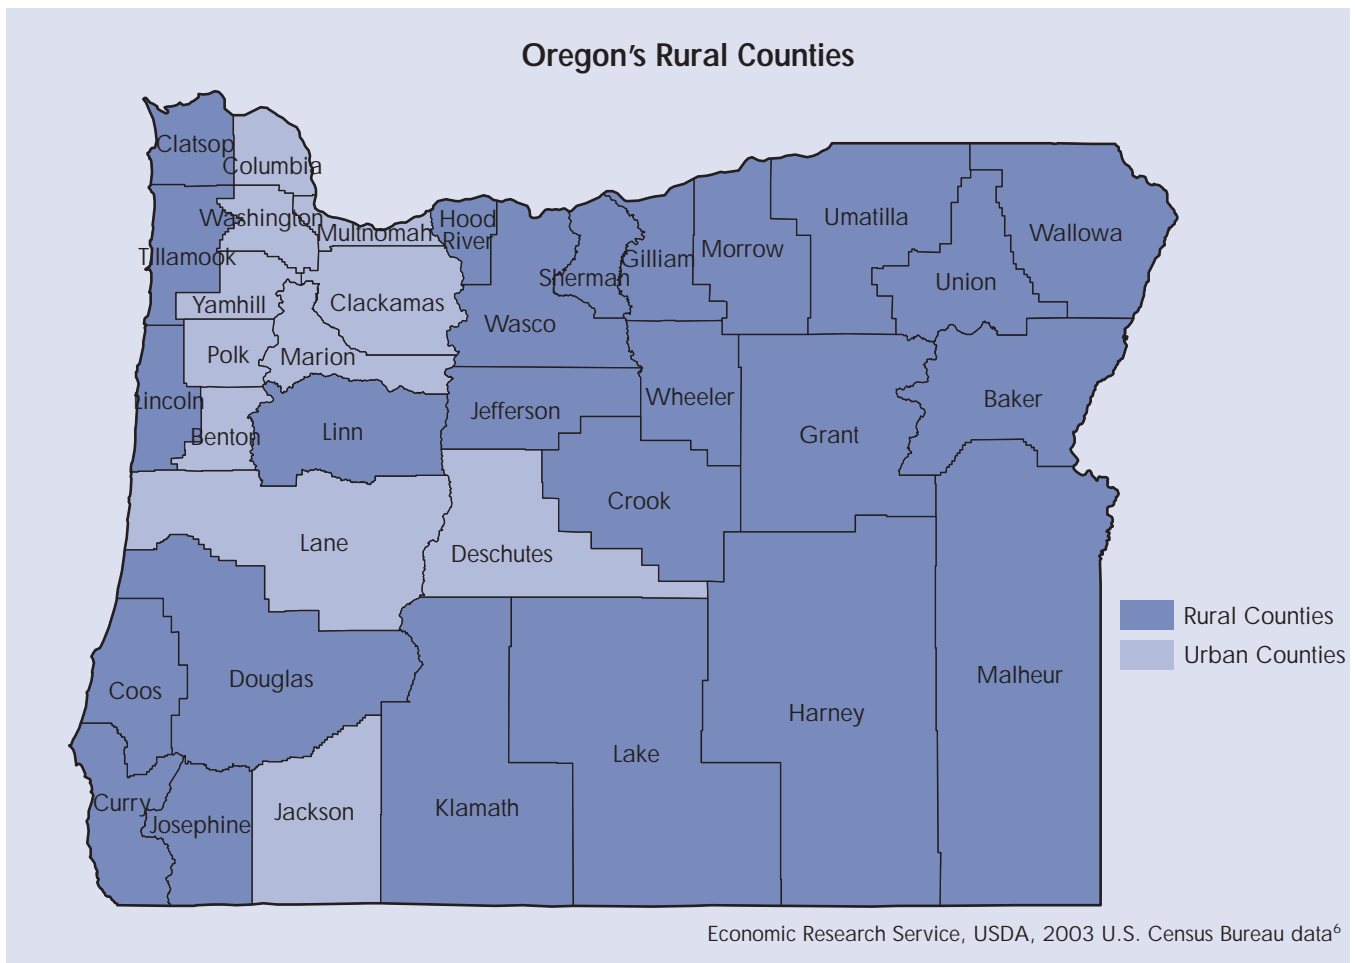 Oregon's Rural Counties
Clatsop
Columbia
Washington
Multnomah
Hood
River
Tillamook
Yamhill
Clackamas
Sherman
Gilliam
Morrow
Umatilla
Wallowa
Union
Wasco
Polk
Marion
Lincoln
Benton
Linn
Jefferson
Wheeler
Grant
Baker
Crook
Lane
Deschutes
Rural Counties
Urban Counties
Coos
Douglas
Malheur
Harney
Lake
Curry
Josephine
Jackson
Klamath
Economic Research Service, USDA, 2003 U.S. Census Bureau data⁶